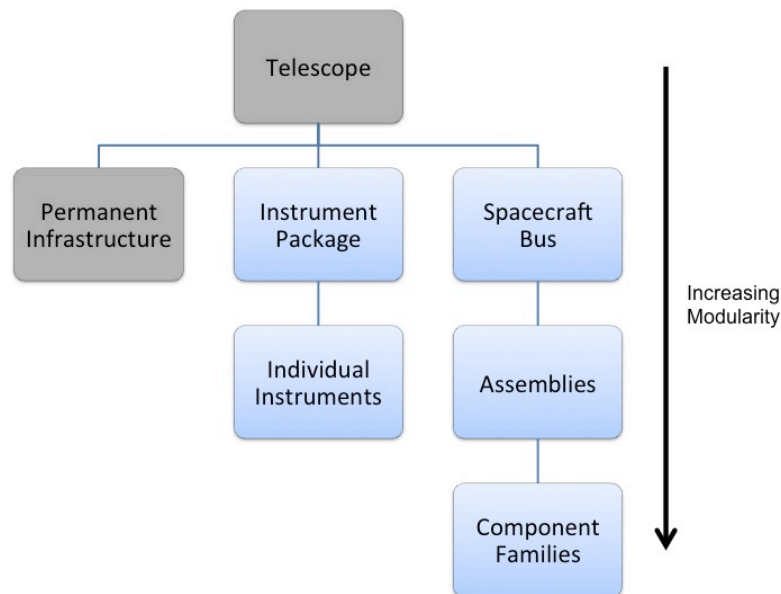 Telescope
Permanent
Infrastructure
Instrument
Package
Spacecraft
Bus
Increasing
Modularity
Individual
Instruments
Assemblies
Component
Families